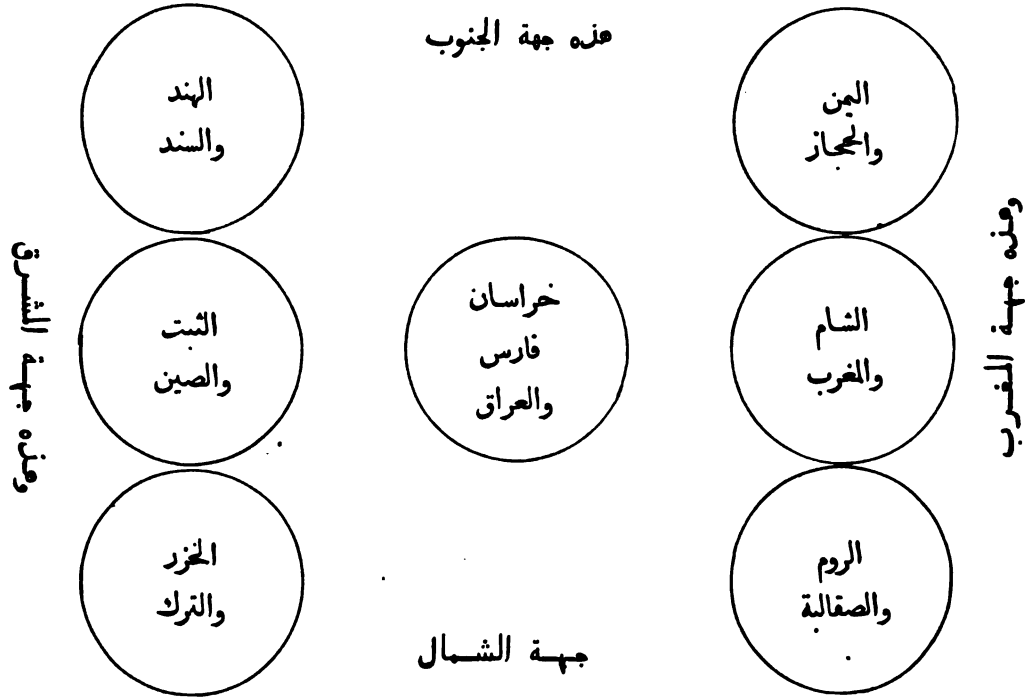 هذه جهة الجنوب
اليمن
والحجاز
الهند
والسند
وهذه جهة المغرب
الشام
والمغرب
خراسان
فارس
والعراق
التبت
والصين
وهذه جهة الشرق
الروم
والصقالبة
الخزر
والترك
جهة الشمال